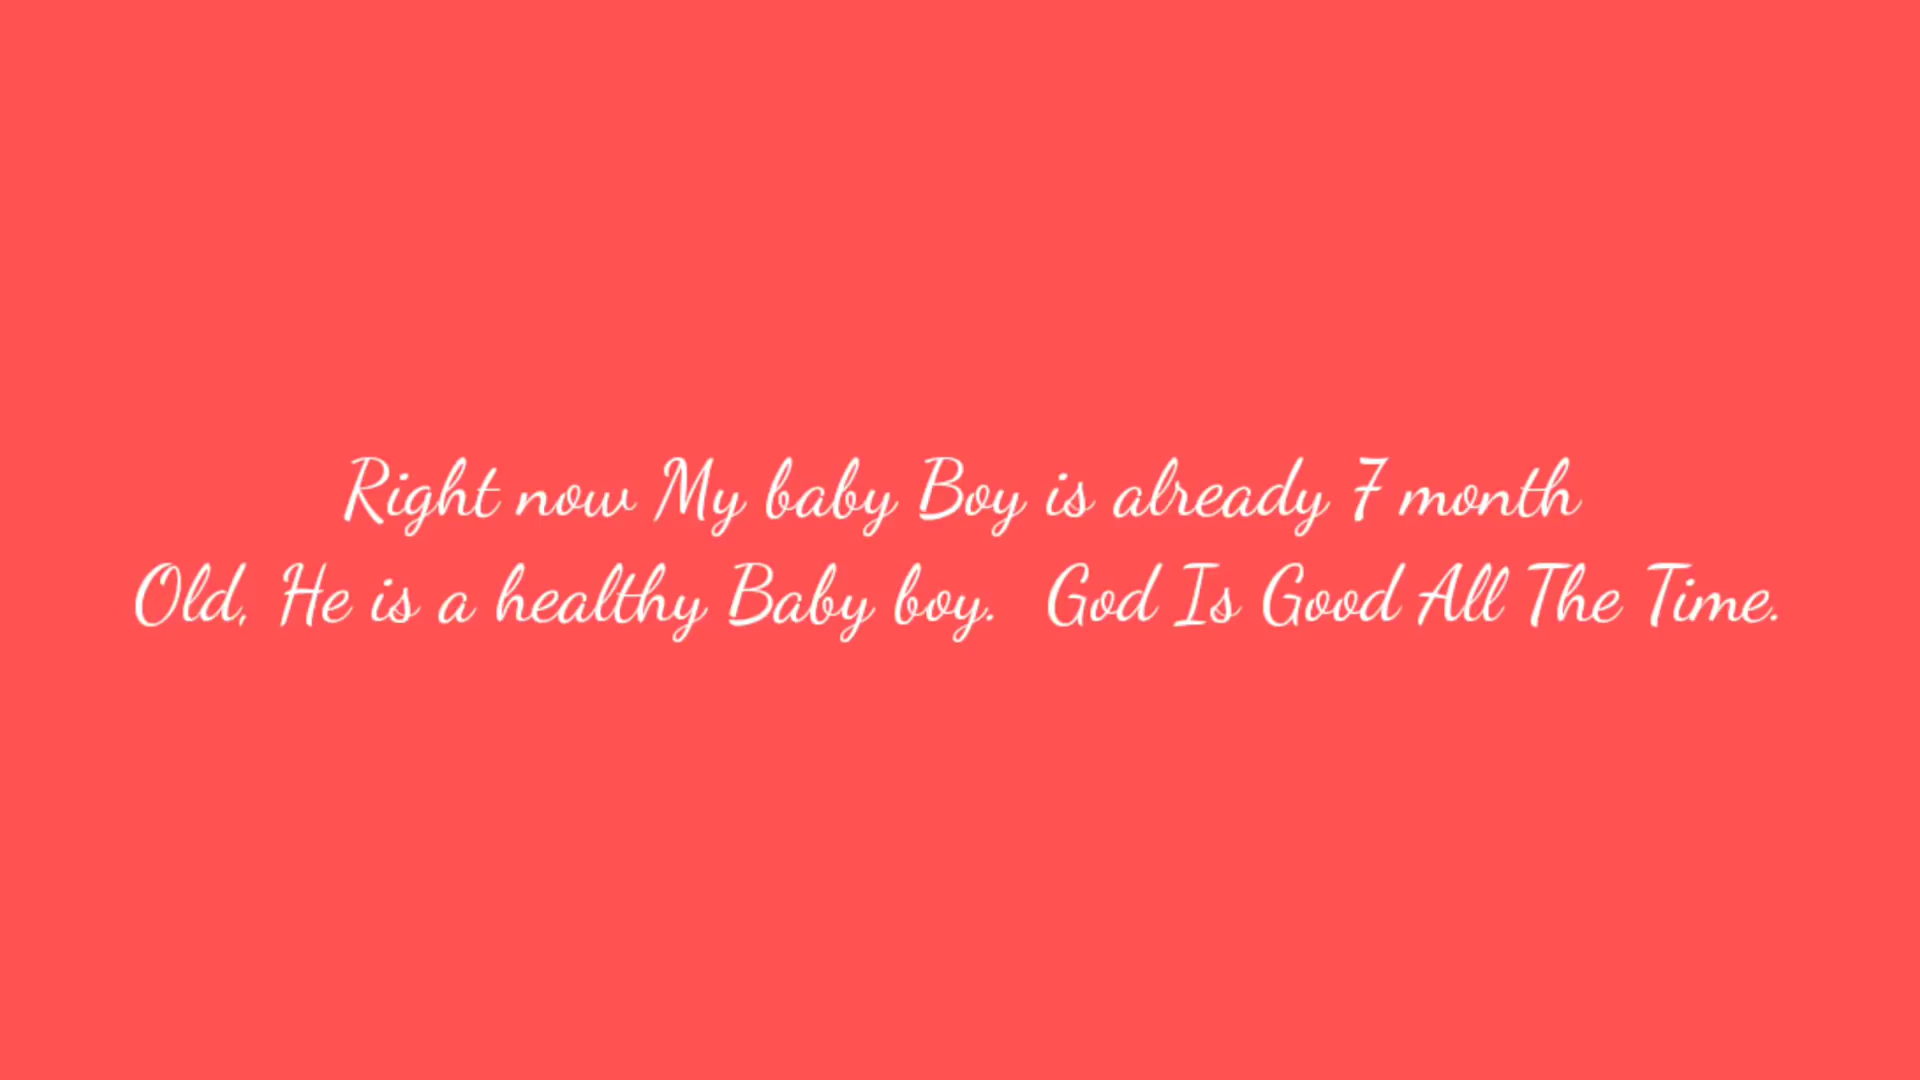 Right now My baby Boy is already 7 month
Old, He is a healthy Baby boy.  God Is Good All The Time.